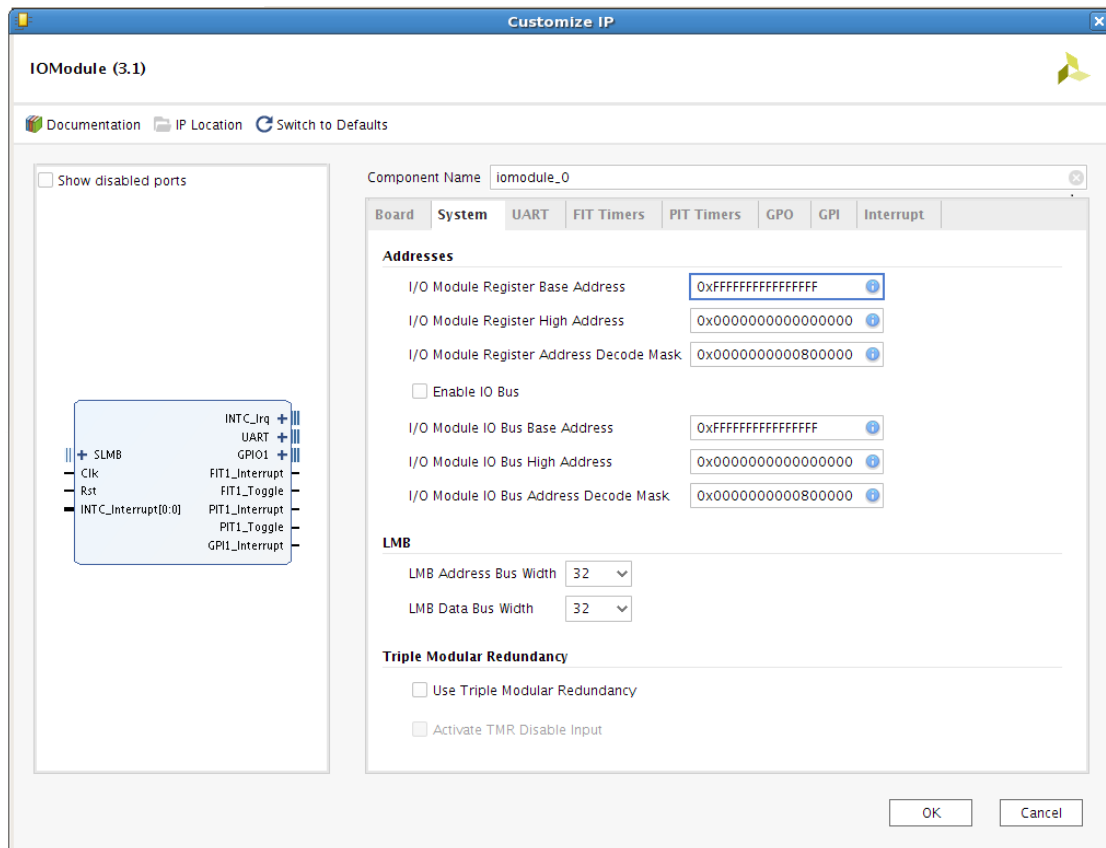 Customize IP
IOModule (3.1)
Documentation IP Location Switch to Defaults
Show disabled ports
INTC_Irq
UART
SLMB GPIO1
Clk FIT1_Interrupt
Rst FIT1_Toggle
INTC_Interrupt[0:0] PIT1_Interrupt
PIT1_Toggle
GPI1_Interrupt
Component Name iomodule_0
Board System UART FIT Timers PIT Timers GPO GPI Interrupt
Addresses
I/O Module Register Base Address 0xFFFFFFFFFFFFFFFF
I/O Module Register High Address 0x0000000000000000
I/O Module Register Address Decode Mask 0x0000000000800000
Enable IO Bus
I/O Module IO Bus Base Address 0xFFFFFFFFFFFFFFFF
I/O Module IO Bus High Address 0x0000000000000000
I/O Module IO Bus Address Decode Mask 0x0000000000800000
LMB
LMB Address Bus Width 32
LMB Data Bus Width 32
Triple Modular Redundancy
Use Triple Modular Redundancy
Activate TMR Disable Input
OK Cancel